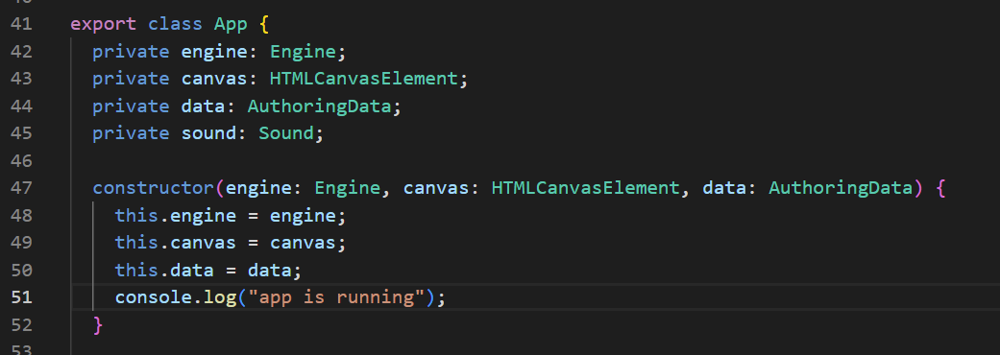 41 export class App {
42 private engine: Engine;
43 private canvas: HTMLCanvasElement;
44 private data: AuthoringData;
45 private sound: Sound;
46
47 constructor(engine: Engine, canvas: HTMLCanvasElement, data: AuthoringData) {
48 this.engine = engine;
49 this.canvas = canvas;
50 this.data = data;
51 console.log("app is running");
52 }
53